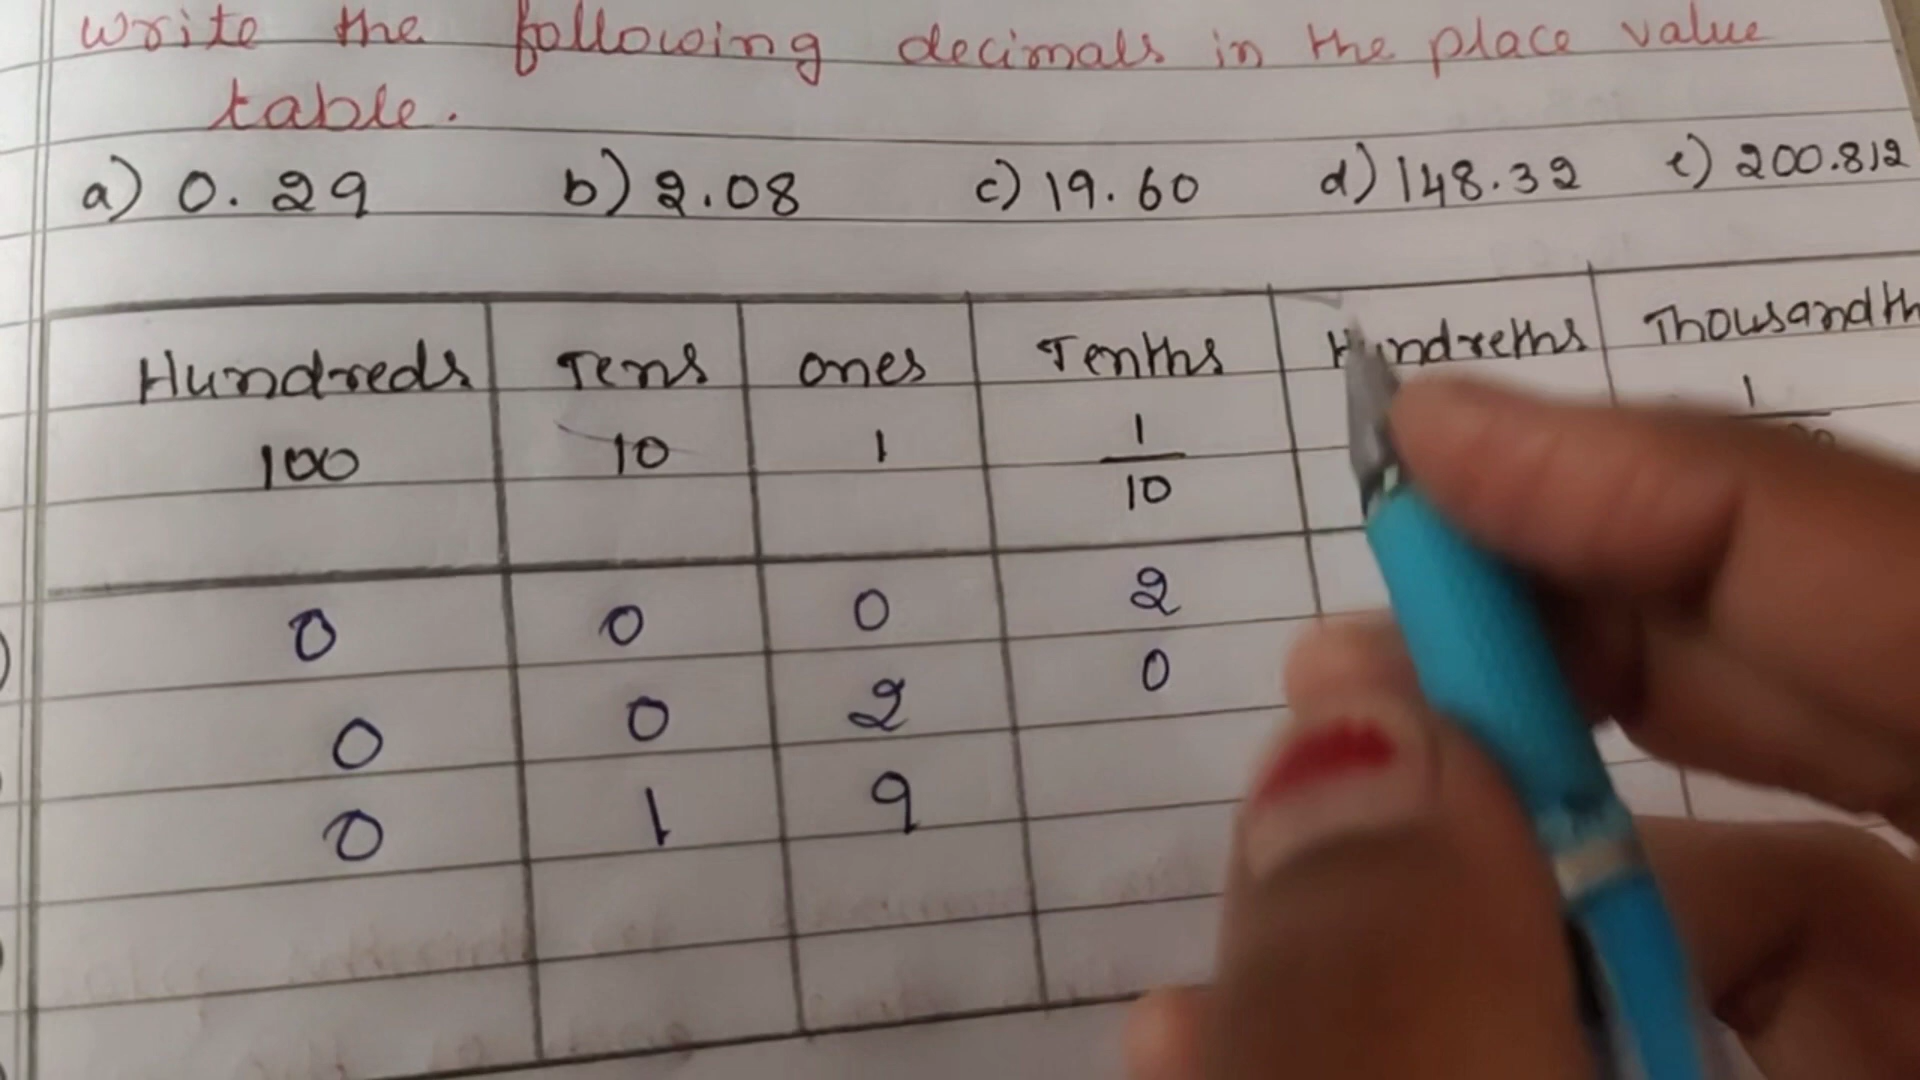 write the following decimals in the place value
table.
a) 0.29 b) 2.08 c) 19.60 d) 148.32 e) 200.812
Hundreds Tens ones Tenths Hundreths Thousandth
100 10 1 1/10 1
0 0 0 2
0 0 2 0
0 1 9